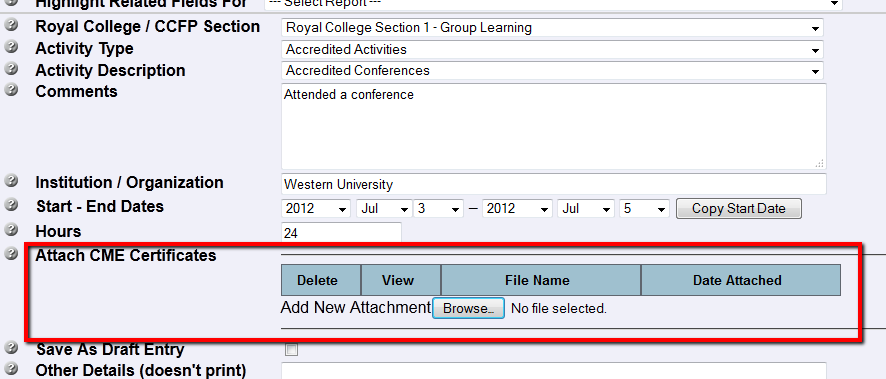 Highlight Related Fields For --- Select Report ---
Royal College / CCFP Section Royal College Section 1 - Group Learning
Activity Type Accredited Activities
Activity Description Accredited Conferences
Comments Attended a conference
Institution / Organization Western University
Start - End Dates 2012 Jul 3 – 2012 Jul 5 Copy Start Date
Hours 24
Attach CME Certificates
Delete View File Name Date Attached
Add New Attachment Browse... No file selected.
Save As Draft Entry
Other Details (doesn't print)